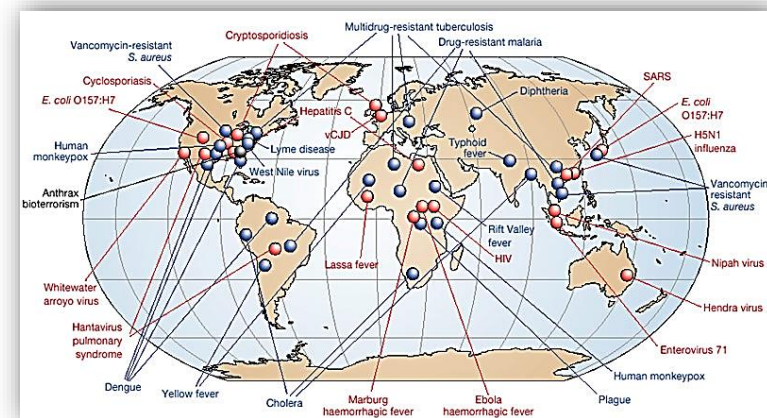 Cryptosporidiosis
Multidrug-resistant tuberculosis
Vancomycin-resistant
S. aureus
Drug-resistant malaria
Cyclosporiasis
E. coli O157:H7
Hepatitis C
vCJD
Diphtheria
SARS
E. coli
O157:H7
H5N1
influenza
Human
monkeypox
Lyme disease
West Nile virus
Typhoid
fever
Anthrax
bioterrorism
Vancomycin
resistant
S. aureus
Rift Valley
fever
HIV
Lassa fever
Nipah virus
Whitewater
arroyo virus
Hendra virus
Hantavirus
pulmonary
syndrome
Enterovirus 71
Dengue
Yellow fever
Cholera
Marburg
haemorrhagic fever
Ebola
haemorrhagic fever
Plague
Human monkeypox